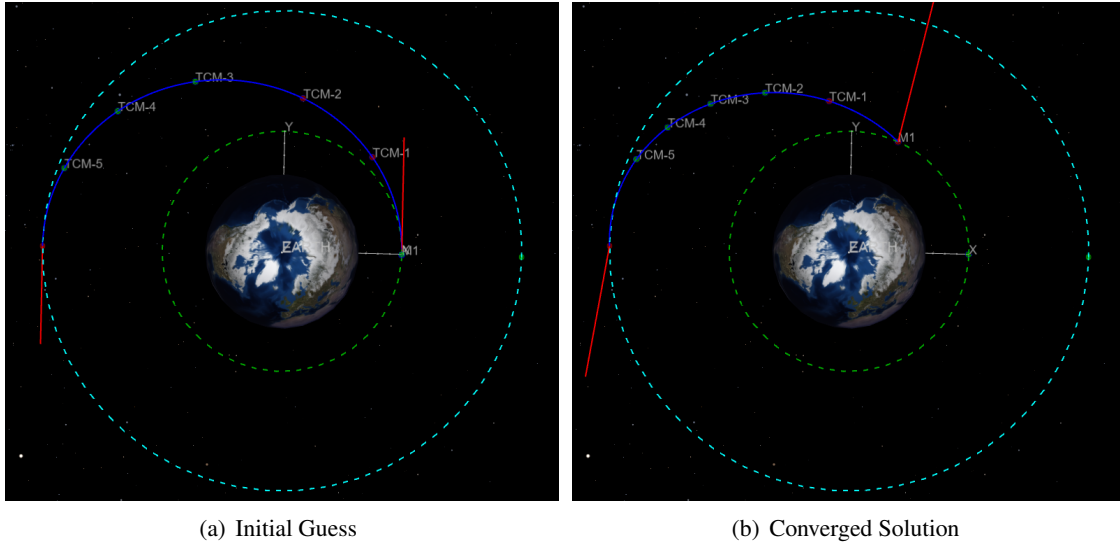 TCM-3
TCM-2
TCM-4
TCM-1
TCM-5
Y
EARTH
M1
TCM-2
TCM-1
TCM-3
TCM-4
TCM-5
M1
Y
EARTH
X
(a) Initial Guess
(b) Converged Solution